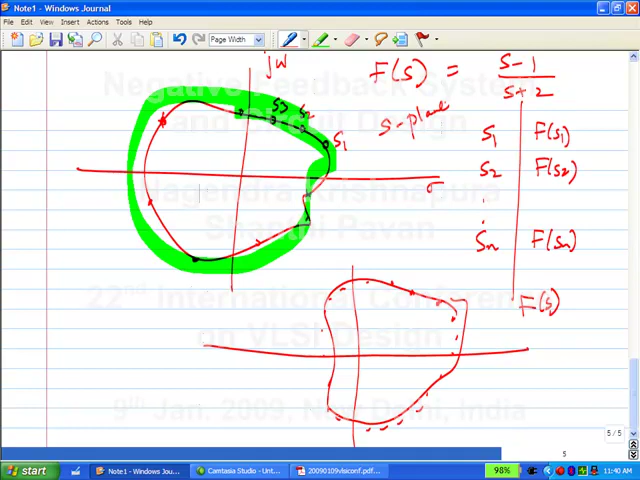 Note1 - Windows Journal
File Edit View Insert Actions Tools Help
Page Width
Negative Feedback System
and Circuit Design
Nagendra Krishnapura
Shanthi Pavan
22nd International Conference
on VLSI Design
9th Jan. 2009, New Delhi, India
jω
F(s) = s-1
s+2
s-plane
s3 s2
s1
σ
s1 F(s1)
s2 F(s2)
.
.
sn F(sn)
F(s)
5 / 5
5
start
Note1 - Windows Jour...
Camtasia Studio - Unt...
20090109vlsiconf.pdf...
98%
11:40 AM